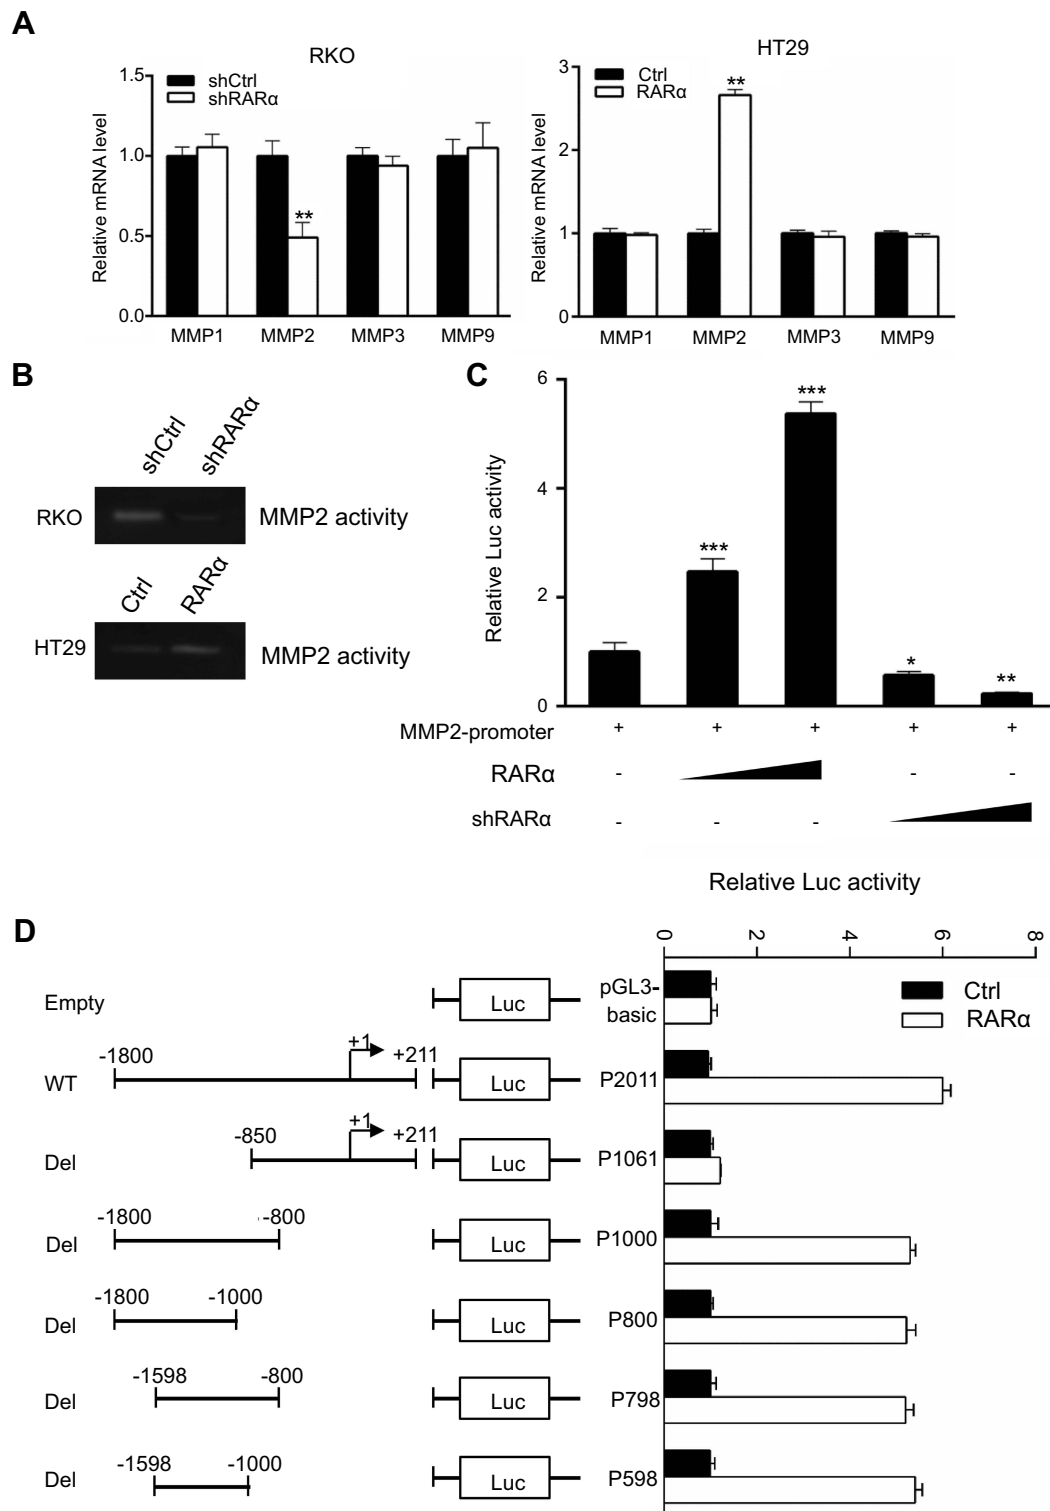 A
RKO
shCtrl
shRARα
Relative mRNA level
1.5
1.0
0.5
0.0
**
MMP1 MMP2 MMP3 MMP9
HT29
Ctrl
RARα
Relative mRNA level
3
2
1
0
**
MMP1 MMP2 MMP3 MMP9
B
shCtrl shRARα
RKO MMP2 activity
Ctrl RARα
HT29 MMP2 activity
C
Relative Luc activity
6
4
2
0
*** *** * **
MMP2-promoter + + + + +
RARα - - -
shRARα - - -
D
Relative Luc activity
0 2 4 6 8
Ctrl
RARα
Empty Luc pGL3-basic
WT -1800 +1 +211 Luc P2011
Del -850 +1 +211 Luc P1061
Del -1800 -800 Luc P1000
Del -1800 -1000 Luc P800
Del -1598 -800 Luc P798
Del -1598 -1000 Luc P598